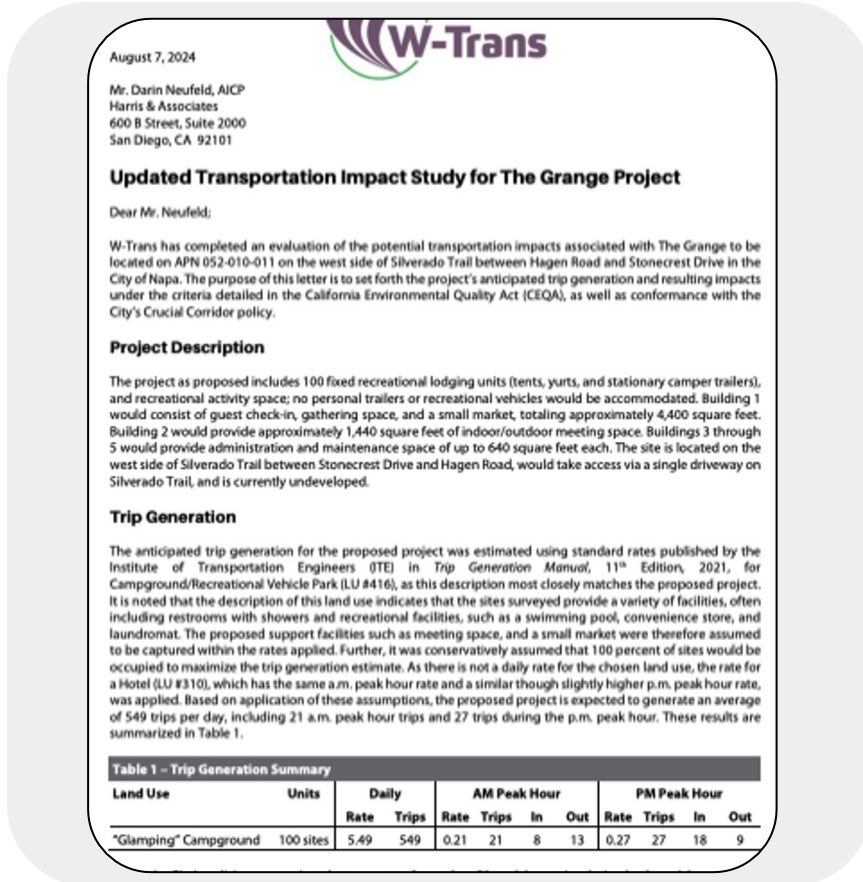 W-Trans
August 7, 2024
Mr. Darin Neufeld, AICP
Harris & Associates
600 B Street, Suite 2000
San Diego, CA 92101
Updated Transportation Impact Study for The Grange Project
Dear Mr. Neufeld;
W-Trans has completed an evaluation of the potential transportation impacts associated with The Grange to be
located on APN 052-010-011 on the west side of Silverado Trail between Hagen Road and Stonecrest Drive in the
City of Napa. The purpose of this letter is to set forth the project's anticipated trip generation and resulting impacts
under the criteria detailed in the California Environmental Quality Act (CEQA), as well as conformance with the
City's Crucial Corridor policy.
Project Description
The project as proposed includes 100 fixed recreational lodging units (tents, yurts, and stationary camper trailers),
and recreational activity space; no personal trailers or recreational vehicles would be accommodated. Building 1
would consist of guest check-in, gathering space, and a small market, totaling approximately 4,400 square feet.
Building 2 would provide approximately 1,440 square feet of indoor/outdoor meeting space. Buildings 3 through
5 would provide administration and maintenance space of up to 640 square feet each. The site is located on the
west side of Silverado Trail between Stonecrest Drive and Hagen Road, would take access via a single driveway on
Silverado Trail, and is currently undeveloped.
Trip Generation
The anticipated trip generation for the proposed project was estimated using standard rates published by the
Institute of Transportation Engineers (ITE) in Trip Generation Manual, 11th Edition, 2021, for
Campground/Recreational Vehicle Park (LU #416), as this description most closely matches the proposed project.
It is noted that the description of this land use indicates that the sites surveyed provide a variety of facilities, often
including restrooms with showers and recreational facilities, such as a swimming pool, convenience store, and
laundromat. The proposed support facilities such as meeting space, and a small market were therefore assumed
to be captured within the rates applied. Further, it was conservatively assumed that 100 percent of sites would be
occupied to maximize the trip generation estimate. As there is not a daily rate for the chosen land use, the rate for
a Hotel (LU #310), which has the same a.m. peak hour rate and a similar though slightly higher p.m. peak hour rate,
was applied. Based on application of these assumptions, the proposed project is expected to generate an average
of 549 trips per day, including 21 a.m. peak hour trips and 27 trips during the p.m. peak hour. These results are
summarized in Table 1.
Table 1 – Trip Generation Summary
Land Use Units Daily AM Peak Hour PM Peak Hour
Rate Trips Rate Trips In Out Rate Trips In Out
"Glamping" Campground 100 sites 5.49 549 0.21 21 8 13 0.27 27 18 9